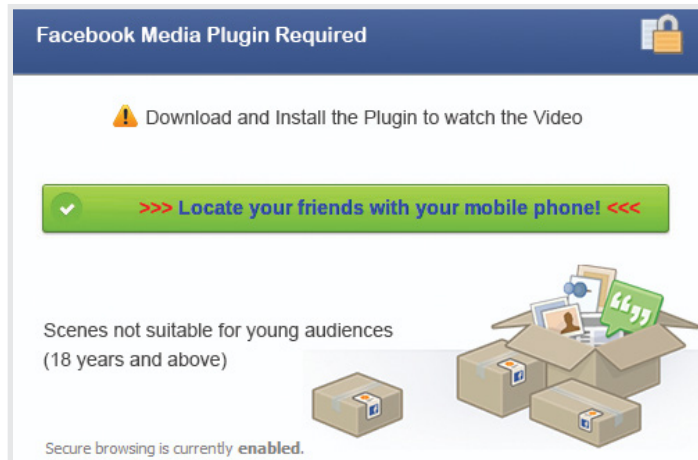 Facebook Media Plugin Required
Download and Install the Plugin to watch the Video
>>> Locate your friends with your mobile phone! <<<
Scenes not suitable for young audiences
(18 years and above)
Secure browsing is currently enabled.